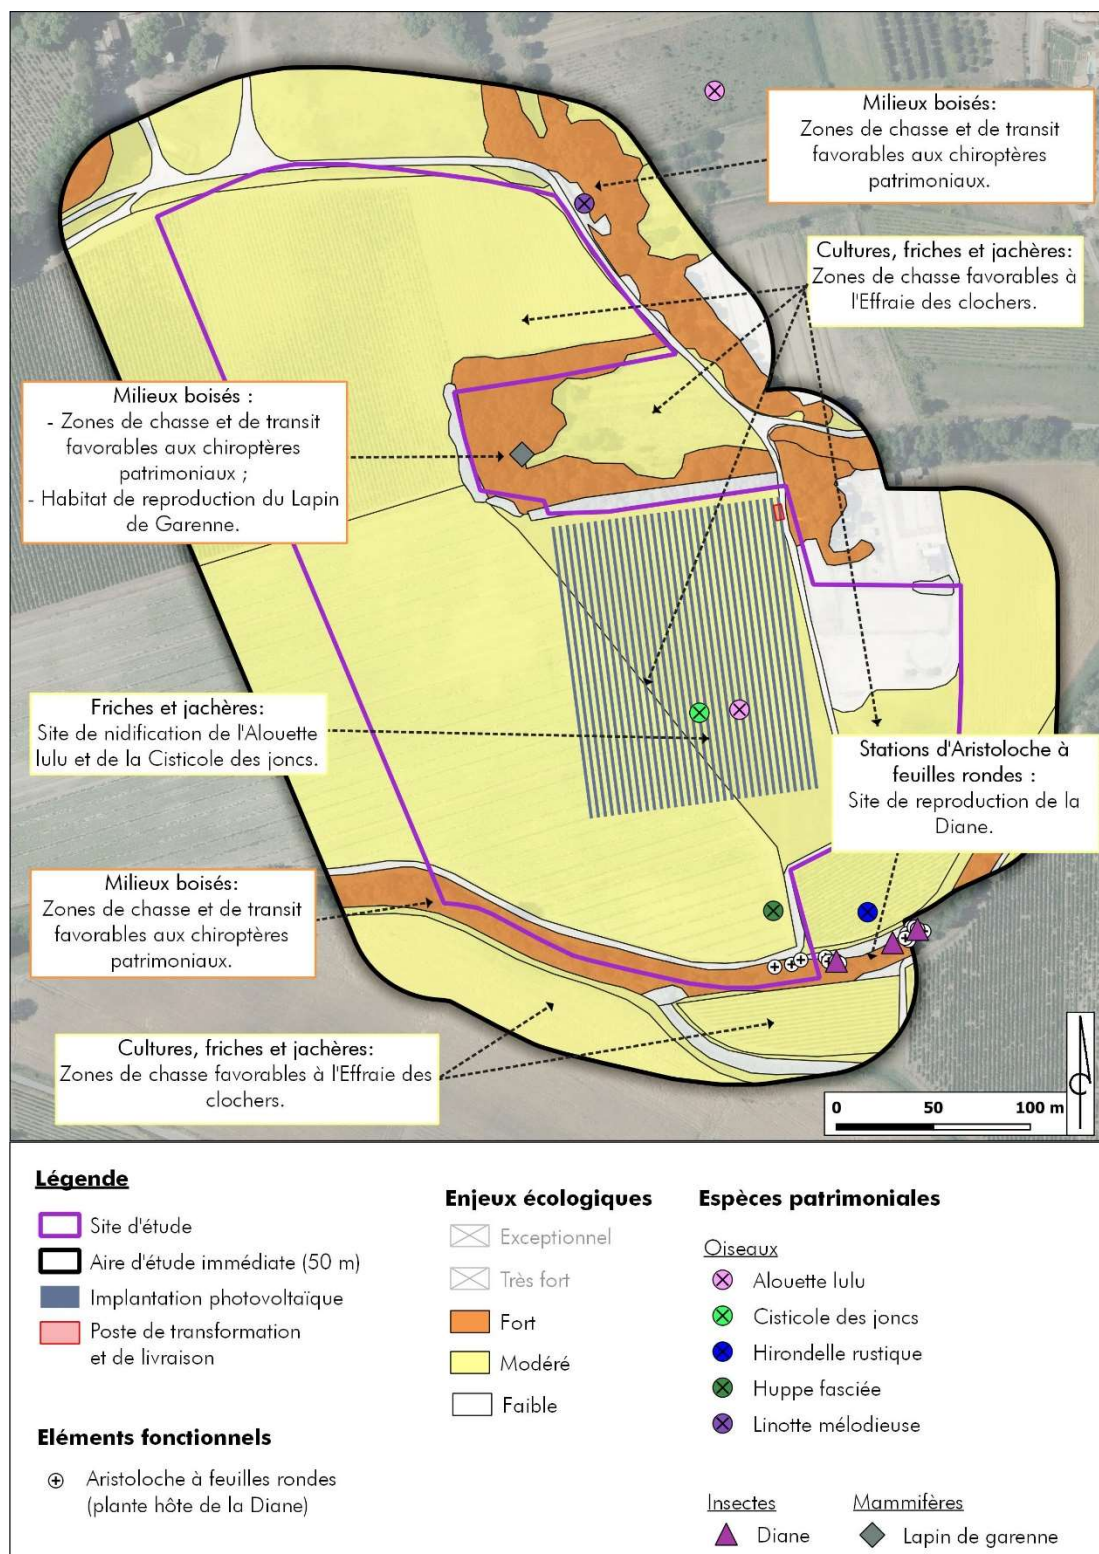 Milieux boisés:
Zones de chasse et de transit
favorables aux chiroptères
patrimoniaux.
Cultures, friches et jachères:
Zones de chasse favorables à
l'Effraie des clochers.
Milieux boisés :
- Zones de chasse et de transit
favorables aux chiroptères
patrimoniaux ;
- Habitat de reproduction du Lapin
de Garenne.
Friches et jachères:
Site de nidification de l'Alouette
lulu et de la Cisticole des joncs.
Stations d'Aristoloche à
feuilles rondes :
Site de reproduction de la
Diane.
Milieux boisés:
Zones de chasse et de transit
favorables aux chiroptères
patrimoniaux.
Cultures, friches et jachères:
Zones de chasse favorables à l'Effraie des
clochers.
0 50 100 m
Légende
Site d'étude
Aire d'étude immédiate (50 m)
Implantation photovoltaïque
Poste de transformation
et de livraison
Eléments fonctionnels
Aristoloche à feuilles rondes
(plante hôte de la Diane)
Enjeux écologiques
Exceptionnel
Très fort
Fort
Modéré
Faible
Espèces patrimoniales
Oiseaux
Alouette lulu
Cisticole des joncs
Hirondelle rustique
Huppe fasciée
Linotte mélodieuse
Insectes
Diane
Mammifères
Lapin de garenne